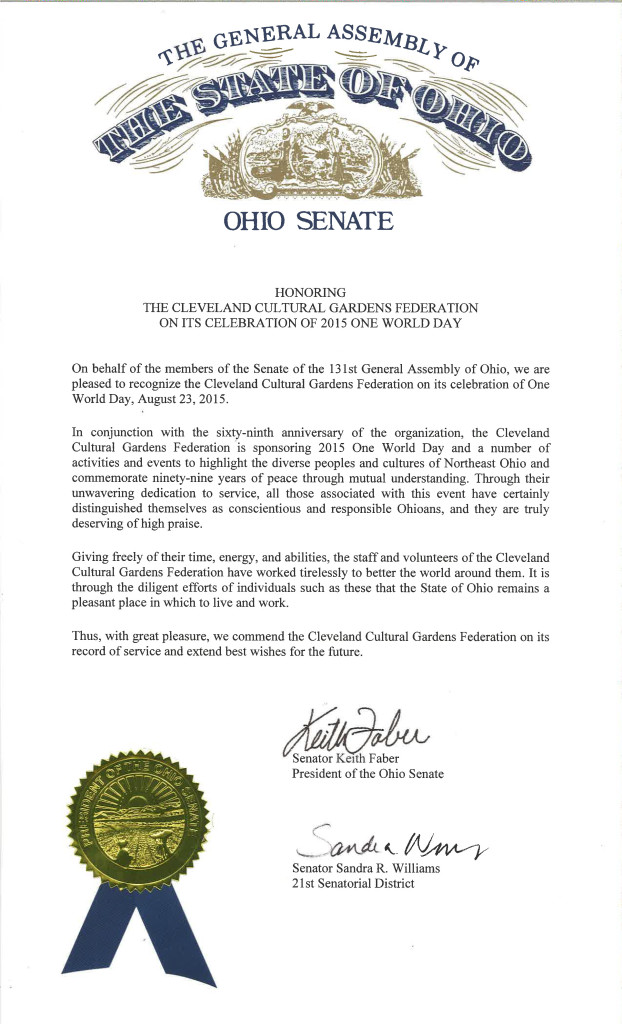 THE GENERAL ASSEMBLY OF
THE STATE OF OHIO
OHIO SENATE
HONORING
THE CLEVELAND CULTURAL GARDENS FEDERATION
ON ITS CELEBRATION OF 2015 ONE WORLD DAY
On behalf of the members of the Senate of the 131st General Assembly of Ohio, we are
pleased to recognize the Cleveland Cultural Gardens Federation on its celebration of One
World Day, August 23, 2015.
In conjunction with the sixty-ninth anniversary of the organization, the Cleveland
Cultural Gardens Federation is sponsoring 2015 One World Day and a number of
activities and events to highlight the diverse peoples and cultures of Northeast Ohio and
commemorate ninety-nine years of peace through mutual understanding. Through their
unwavering dedication to service, all those associated with this event have certainly
distinguished themselves as conscientious and responsible Ohioans, and they are truly
deserving of high praise.
Giving freely of their time, energy, and abilities, the staff and volunteers of the Cleveland
Cultural Gardens Federation have worked tirelessly to better the world around them. It is
through the diligent efforts of individuals such as these that the State of Ohio remains a
pleasant place in which to live and work.
Thus, with great pleasure, we commend the Cleveland Cultural Gardens Federation on its
record of service and extend best wishes for the future.
Keith Faber
Senator Keith Faber
President of the Ohio Senate
PRESIDENT OF THE OHIO SENATE
Sandra
Senator Sandra R. Williams
21st Senatorial District